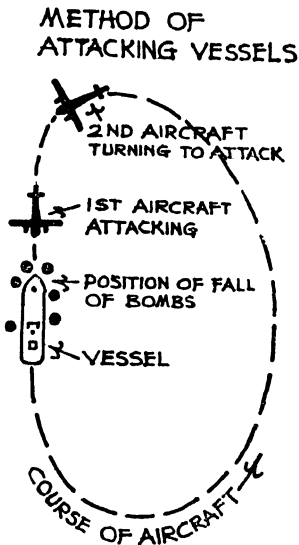 METHOD OF
ATTACKING VESSELS
2ND AIRCRAFT
TURNING TO ATTACK
1ST AIRCRAFT
ATTACKING
POSITION OF FALL
OF BOMBS
VESSEL
COURSE OF AIRCRAFT